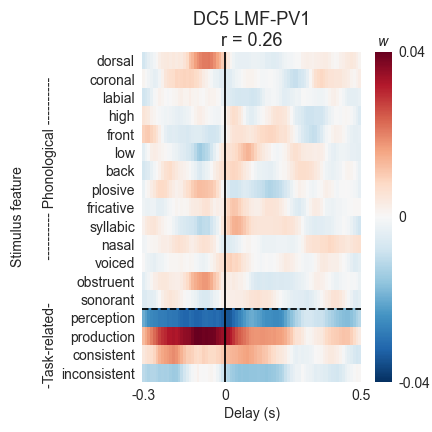 DC5 LMF-PV1
r = 0.26
w
dorsal
coronal
labial
high
front
low
back
plosive
fricative
syllabic
nasal
voiced
obstruent
sonorant
perception
production
consistent
inconsistent
Stimulus feature
-Task-related- ---------- Phonological ----------
0.04
0
-0.04
-0.3 0 0.5
Delay (s)